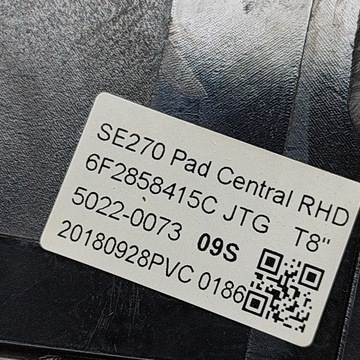 SE270 Pad Central RHD
6F2858415C JTG T8"
5022-0073 09S
20180928PVC 0186